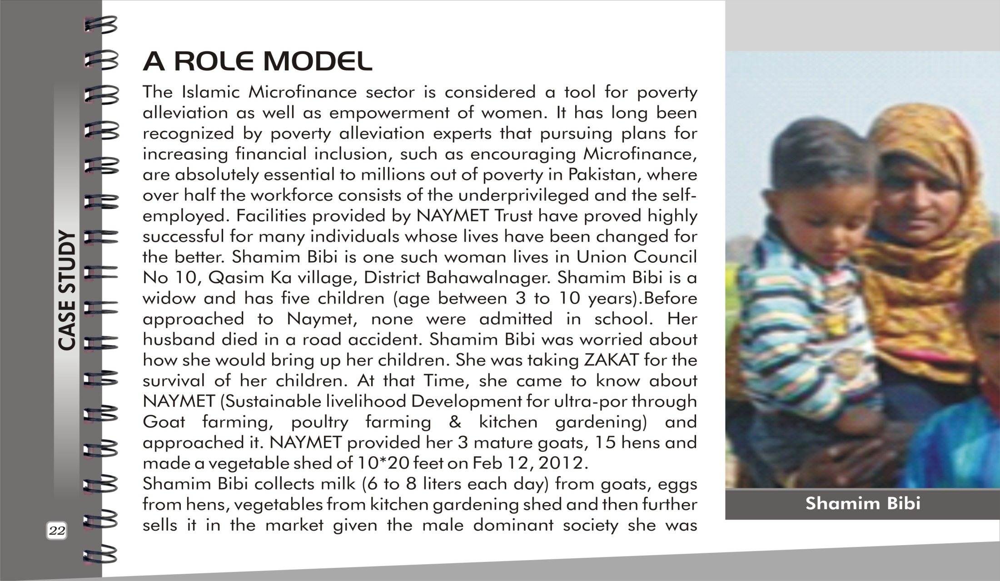 A ROLE MODEL
The Islamic Microfinance sector is considered a tool for poverty
alleviation as well as empowerment of women. It has long been
recognized by poverty alleviation experts that pursuing plans for
increasing financial inclusion, such as encouraging Microfinance,
are absolutely essential to millions out of poverty in Pakistan, where
over half the workforce consists of the underprivileged and the self-
employed. Facilities provided by NAYMET Trust have proved highly
successful for many individuals whose lives have been changed for
the better. Shamim Bibi is one such woman lives in Union Council
No 10, Qasim Ka village, District Bahawalnager. Shamim Bibi is a
widow and has five children (age between 3 to 10 years).Before
approached to Naymet, none were admitted in school. Her
husband died in a road accident. Shamim Bibi was worried about
how she would bring up her children. She was taking ZAKAT for the
survival of her children. At that Time, she came to know about
NAYMET (Sustainable livelihood Development for ultra-por through
Goat farming, poultry farming & kitchen gardening) and
approached it. NAYMET provided her 3 mature goats, 15 hens and
made a vegetable shed of 10*20 feet on Feb 12, 2012.
Shamim Bibi collects milk (6 to 8 liters each day) from goats, eggs
from hens, vegetables from kitchen gardening shed and then further
sells it in the market given the male dominant society she was
Shamim Bibi
CASE STUDY
22